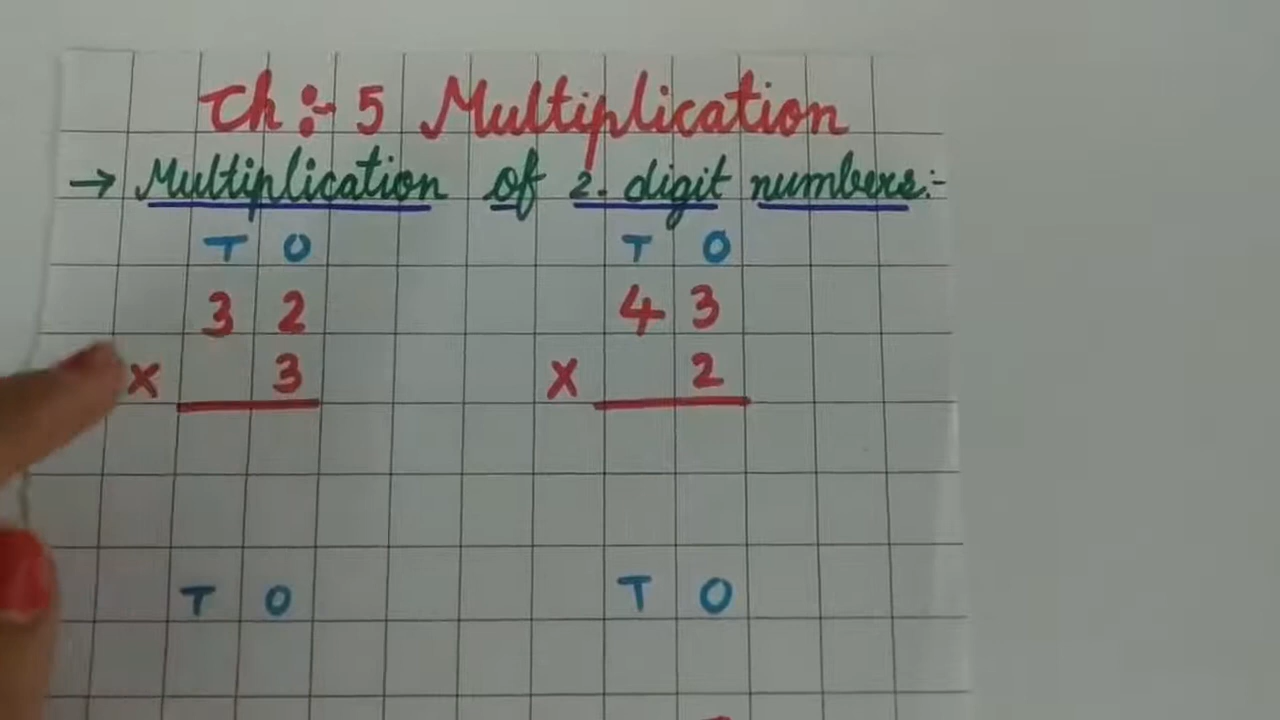 Ch :- 5 Multiplication
→ Multiplication of 2. digit numbers:-
T O T O
3 2 4 3
x 3 x 2
T O T O